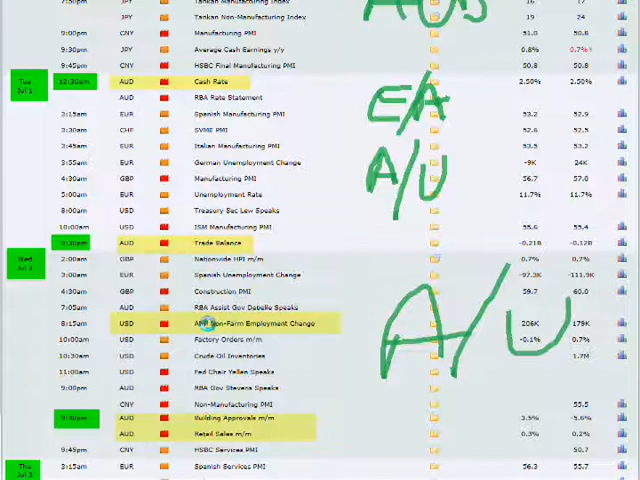 7:50pm JPY Tankan Manufacturing Index 16 17
JPY Tankan Non-Manufacturing Index 19 24
AUS
9:00pm CNY Manufacturing PMI 51.0 50.8
9:30pm JPY Average Cash Earnings y/y 0.8% 0.7%
9:45pm CNY HSBC Final Manufacturing PMI 50.8 50.8
Tue Jul 1 12:30am AUD Cash Rate 2.50% 2.50%
AUD RBA Rate Statement
E/A
3:15am EUR Spanish Manufacturing PMI 53.2 52.9
3:30am CHF SVME PMI 52.6 52.5
3:45am EUR Italian Manufacturing PMI 53.5 53.2
3:55am EUR German Unemployment Change -9K 24K
A/U
4:30am GBP Manufacturing PMI 56.7 57.0
5:00am EUR Unemployment Rate 11.7% 11.7%
8:00am USD Treasury Sec Lew Speaks
10:00am USD ISM Manufacturing PMI 55.6 55.4
9:30pm AUD Trade Balance -0.21B -0.12B
Wed Jul 2 2:00am GBP Nationwide HPI m/m 0.7% 0.7%
3:00am EUR Spanish Unemployment Change -97.3K -111.9K
4:30am GBP Construction PMI 59.7 60.0
7:05am AUD RBA Assist Gov Debelle Speaks
8:15am USD ADP Non-Farm Employment Change 206K 179K
A/U
10:00am USD Factory Orders m/m -0.1% 0.7%
10:30am USD Crude Oil Inventories 1.7M
11:00am USD Fed Chair Yellen Speaks
9:00pm AUD RBA Gov Stevens Speaks
CNY Non-Manufacturing PMI 55.5
9:30pm AUD Building Approvals m/m 3.5% -5.6%
AUD Retail Sales m/m 0.3% 0.2%
9:45pm CNY HSBC Services PMI 50.7
Thu Jul 3 3:15am EUR Spanish Services PMI 56.3 55.7